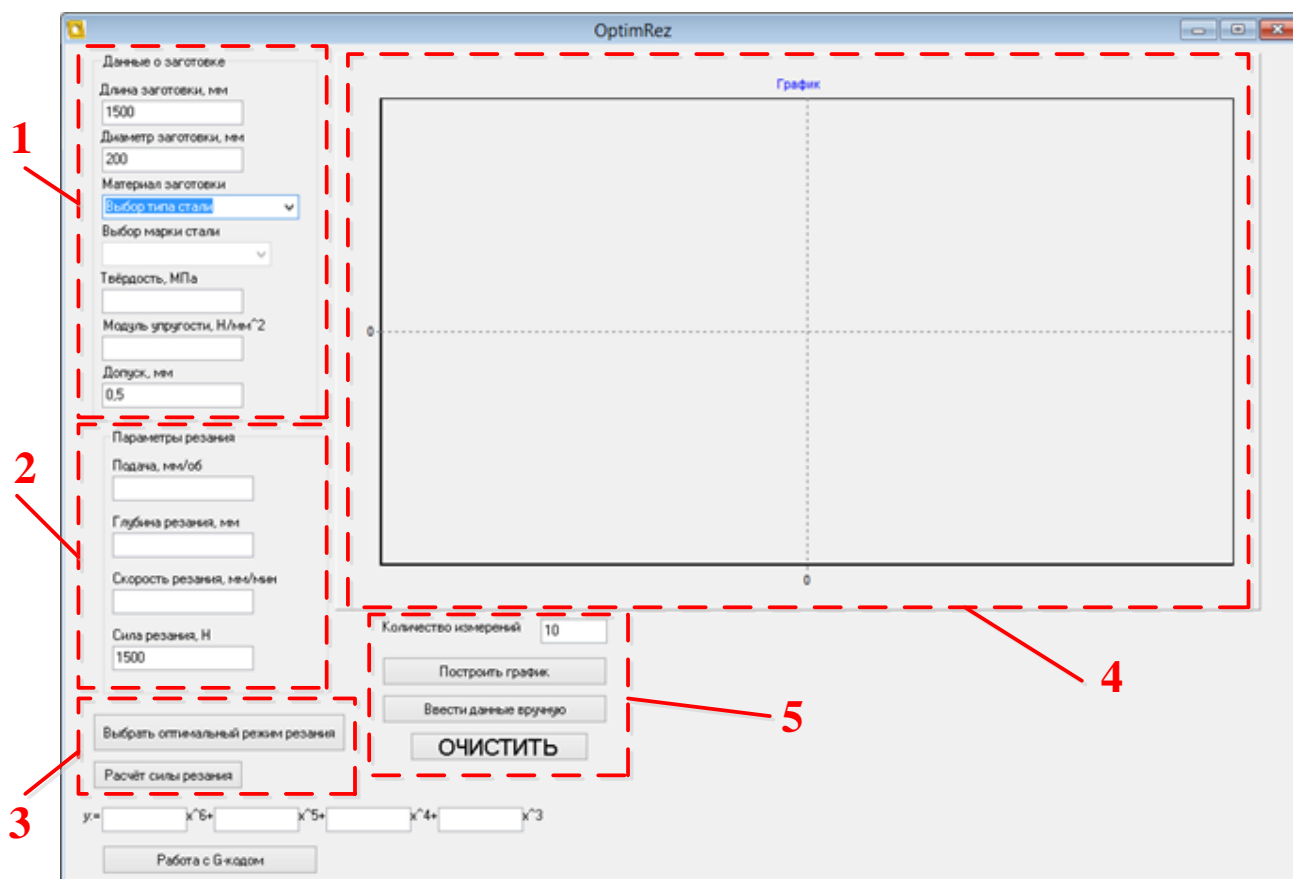 OptimRez
Данные о заготовке
Длина заготовки, мм
1500
Диаметр заготовки, мм
200
Материал заготовки
Выбор типа стали
Выбор марки стали
Твёрдость, МПа
Модуль упругости, Н/мм^2
Допуск, мм
0,5
1
Параметры резания
Подача, мм/об
Глубина резания, мм
Скорость резания, мм/мин
Сила резания, Н
1500
2
Выбрать оптимальный режим резания
Расчёт силы резания
3
График
0
0
4
Количество измерений 10
Построить график
Ввести данные вручную
ОЧИСТИТЬ
5
y:= x^6+ x^5+ x^4+ x^3
Работа с G-кодом